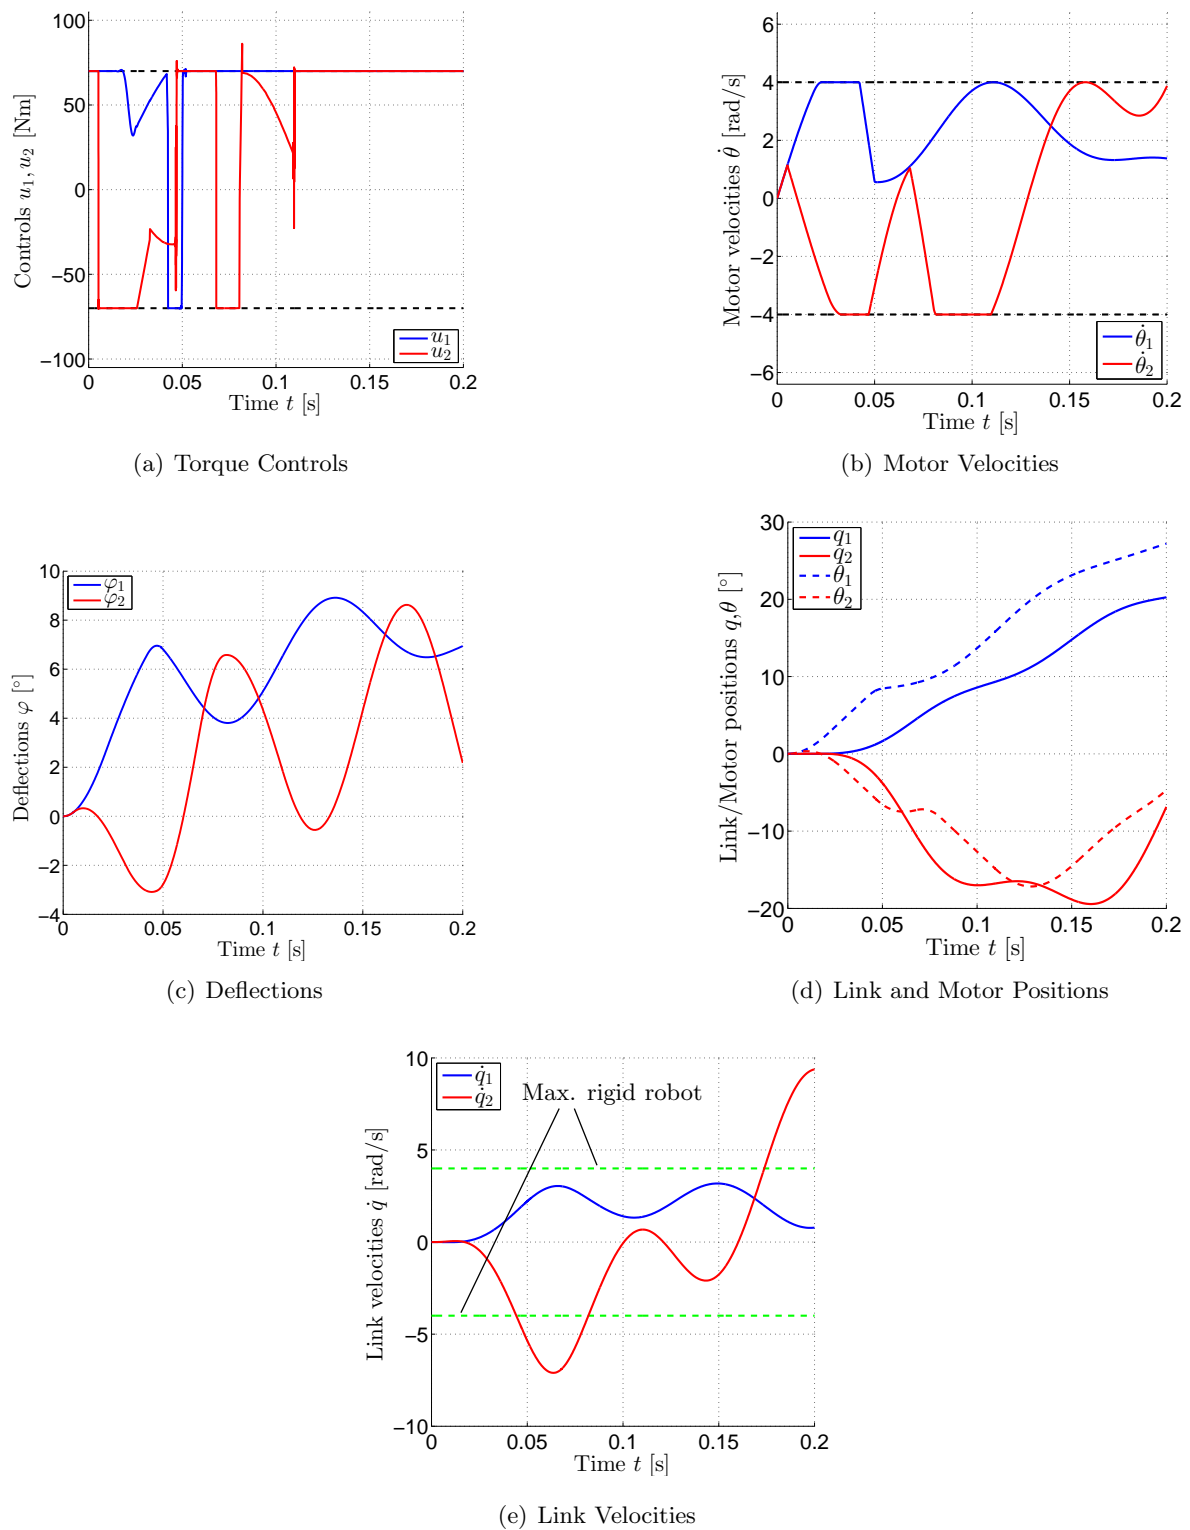 100
50
0
−50
−100
0
0.05
0.1
0.15
0.2
Controls u1, u2 [Nm]
Time t [s]
u1
u2
(a) Torque Controls
6
4
2
0
−2
−4
−6
0
0.05
0.1
0.15
0.2
Motor velocities θ̇ [rad/s]
Time t [s]
θ̇1
θ̇2
(b) Motor Velocities
10
8
6
4
2
0
−2
−4
0
0.05
0.1
0.15
0.2
Deflections φ [°]
Time t [s]
φ1
φ2
(c) Deflections
30
20
10
0
−10
−20
0
0.05
0.1
0.15
0.2
Link/Motor positions q,θ [°]
Time t [s]
q1
q2
θ1
θ2
(d) Link and Motor Positions
10
5
0
−5
−10
0
0.05
0.1
0.15
0.2
Link velocities q̇ [rad/s]
Time t [s]
q̇1
q̇2
Max. rigid robot
(e) Link Velocities